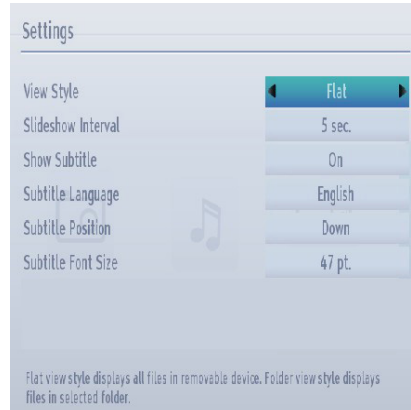 Settings
View Style Flat
Slideshow Interval 5 sec.
Show Subtitle On
Subtitle Language English
Subtitle Position Down
Subtitle Font Size 47 pt.
Flat view style displays all files in removable device. Folder view style displays
files in selected folder.